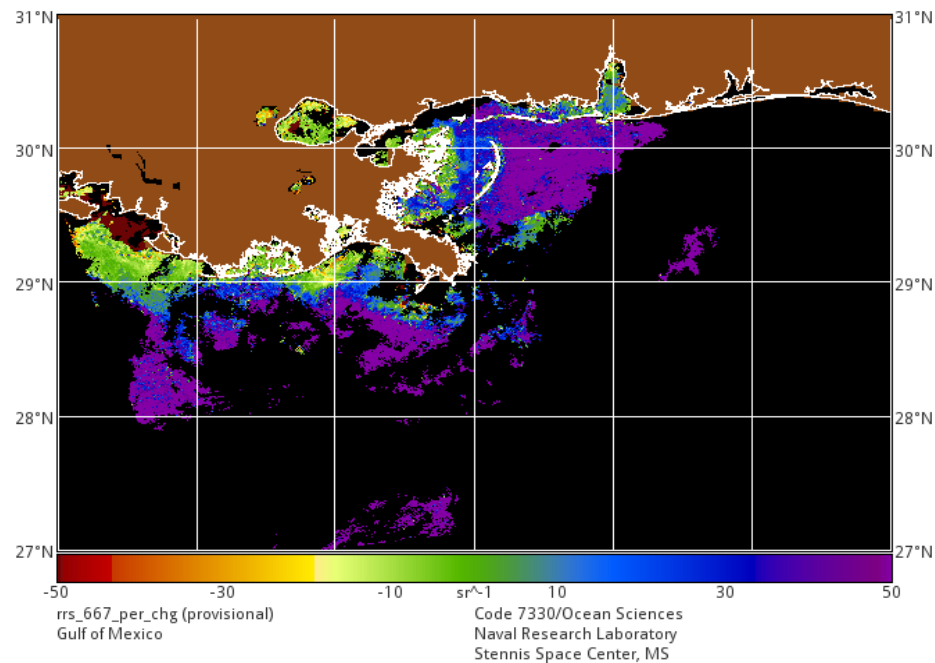 31°N 31°N
30°N 30°N
29°N 29°N
28°N 28°N
27°N 27°N
-50 -30 -10 sr^-1 10 30 50
rrs_667_per_chg (provisional) Code 7330/Ocean Sciences
Gulf of Mexico Naval Research Laboratory
Stennis Space Center, MS